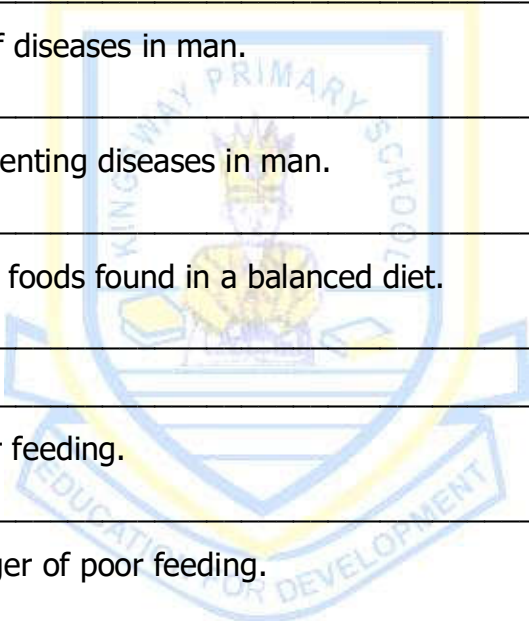 f diseases in man.
KINGSWAY PRIMARY SCHOOL
enting diseases in man.
foods found in a balanced diet.
r feeding.
ger of poor feeding.
EDUCATION FOR DEVELOPMENT